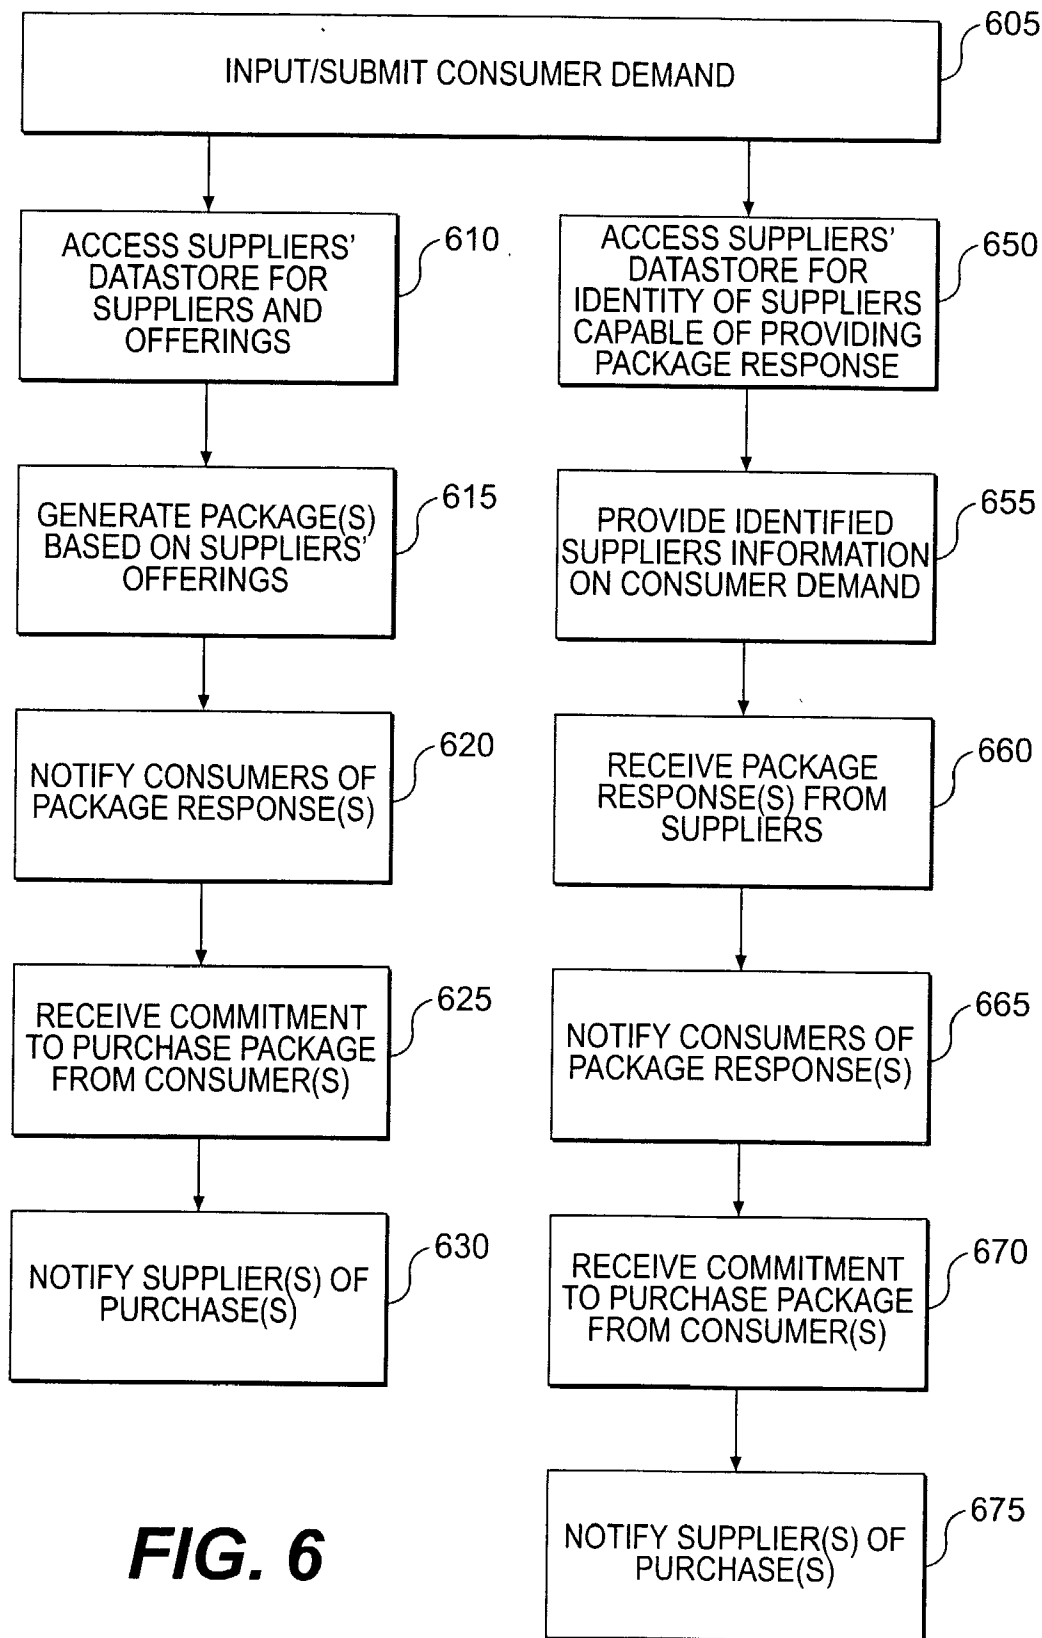 605
INPUT/SUBMIT CONSUMER DEMAND
ACCESS SUPPLIERS'
DATASTORE FOR
SUPPLIERS AND
OFFERINGS
610
GENERATE PACKAGE(S)
BASED ON SUPPLIERS'
OFFERINGS
615
NOTIFY CONSUMERS OF
PACKAGE RESPONSE(S)
620
RECEIVE COMMITMENT
TO PURCHASE PACKAGE
FROM CONSUMER(S)
625
NOTIFY SUPPLIER(S) OF
PURCHASE(S)
630
ACCESS SUPPLIERS'
DATASTORE FOR
IDENTITY OF SUPPLIERS
CAPABLE OF PROVIDING
PACKAGE RESPONSE
650
PROVIDE IDENTIFIED
SUPPLIERS INFORMATION
ON CONSUMER DEMAND
655
RECEIVE PACKAGE
RESPONSE(S) FROM
SUPPLIERS
660
NOTIFY CONSUMERS OF
PACKAGE RESPONSE(S)
665
RECEIVE COMMITMENT
TO PURCHASE PACKAGE
FROM CONSUMER(S)
670
NOTIFY SUPPLIER(S) OF
PURCHASE(S)
675
FIG. 6